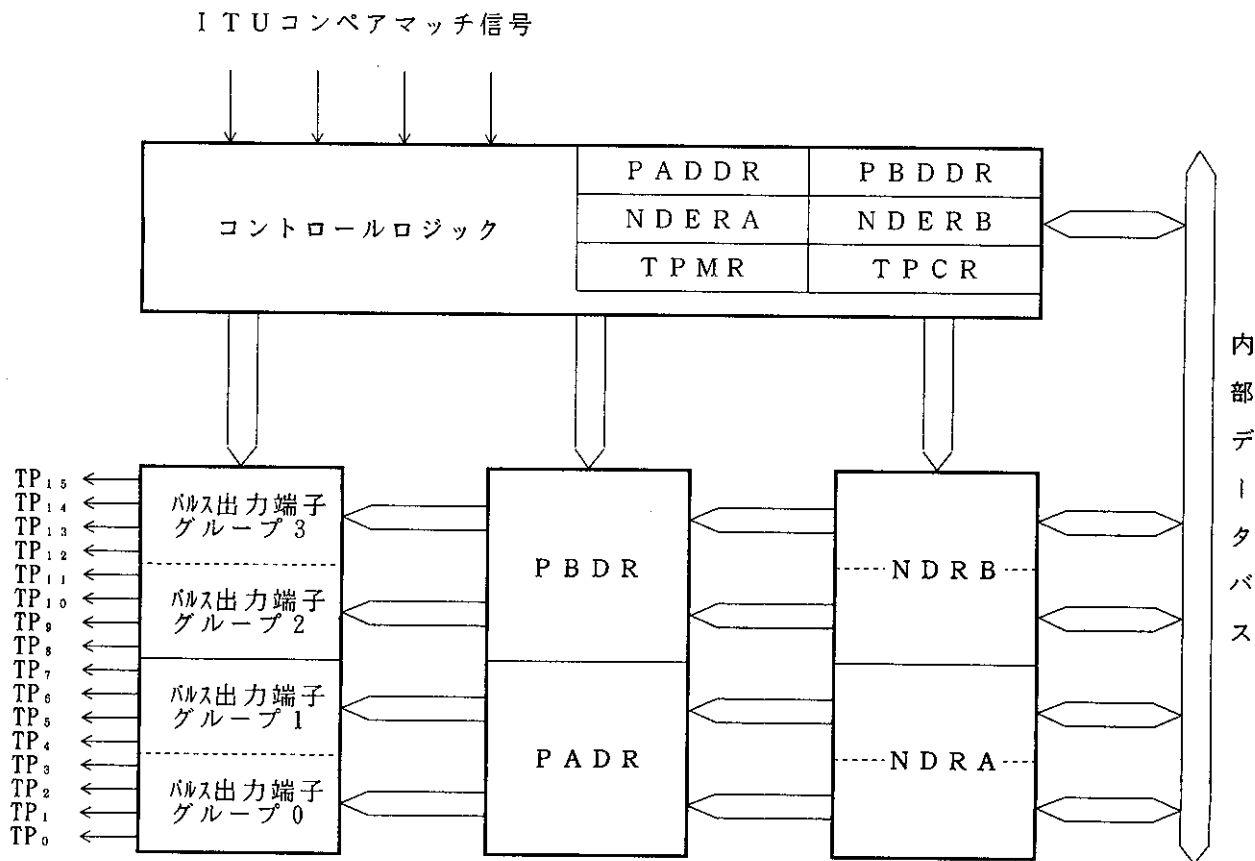 ITUコンペアマッチ信号
コントロールロジック
PADDR PBDDR
NDERA NDERB
TPMR TPCR
内部データバス
TP₁₅
TP₁₄
TP₁₃
TP₁₂
TP₁₁
TP₁₀
TP₉
TP₈
TP₇
TP₆
TP₅
TP₄
TP₃
TP₂
TP₁
TP₀
パルス出力端子
グループ3
パルス出力端子
グループ2
パルス出力端子
グループ1
パルス出力端子
グループ0
PBDR
PADR
NDRB
NDRA